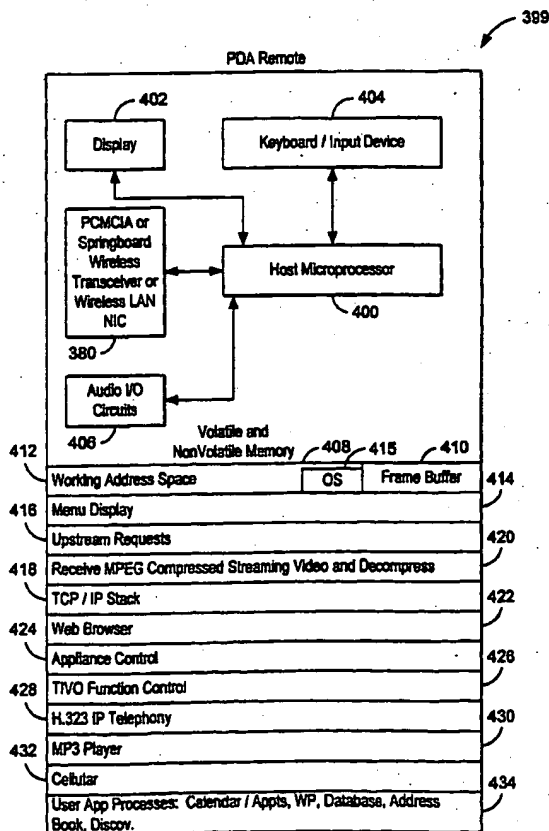 399
PDA Remote
402
404
Display
Keyboard / Input Device
PCMCIA or
Springboard
Wireless
Transceiver or
Wireless LAN
NIC
Host Microprocessor
400
380
Audio I/O
Circuits
406
Volatile and
NonVolatile Memory
408
415
410
412
Working Address Space
OS
Frame Buffer
414
416
Menu Display
Upstream Requests
420
418
Receive MPEG Compressed Streaming Video and Decompress
TCP / IP Stack
422
424
Web Browser
Appliance Control
426
428
TIVO Function Control
H.323 IP Telephony
430
432
MP3 Player
Cellular
434
User App Processes: Calendar / Appts, WP, Database, Address
Book, Discov.